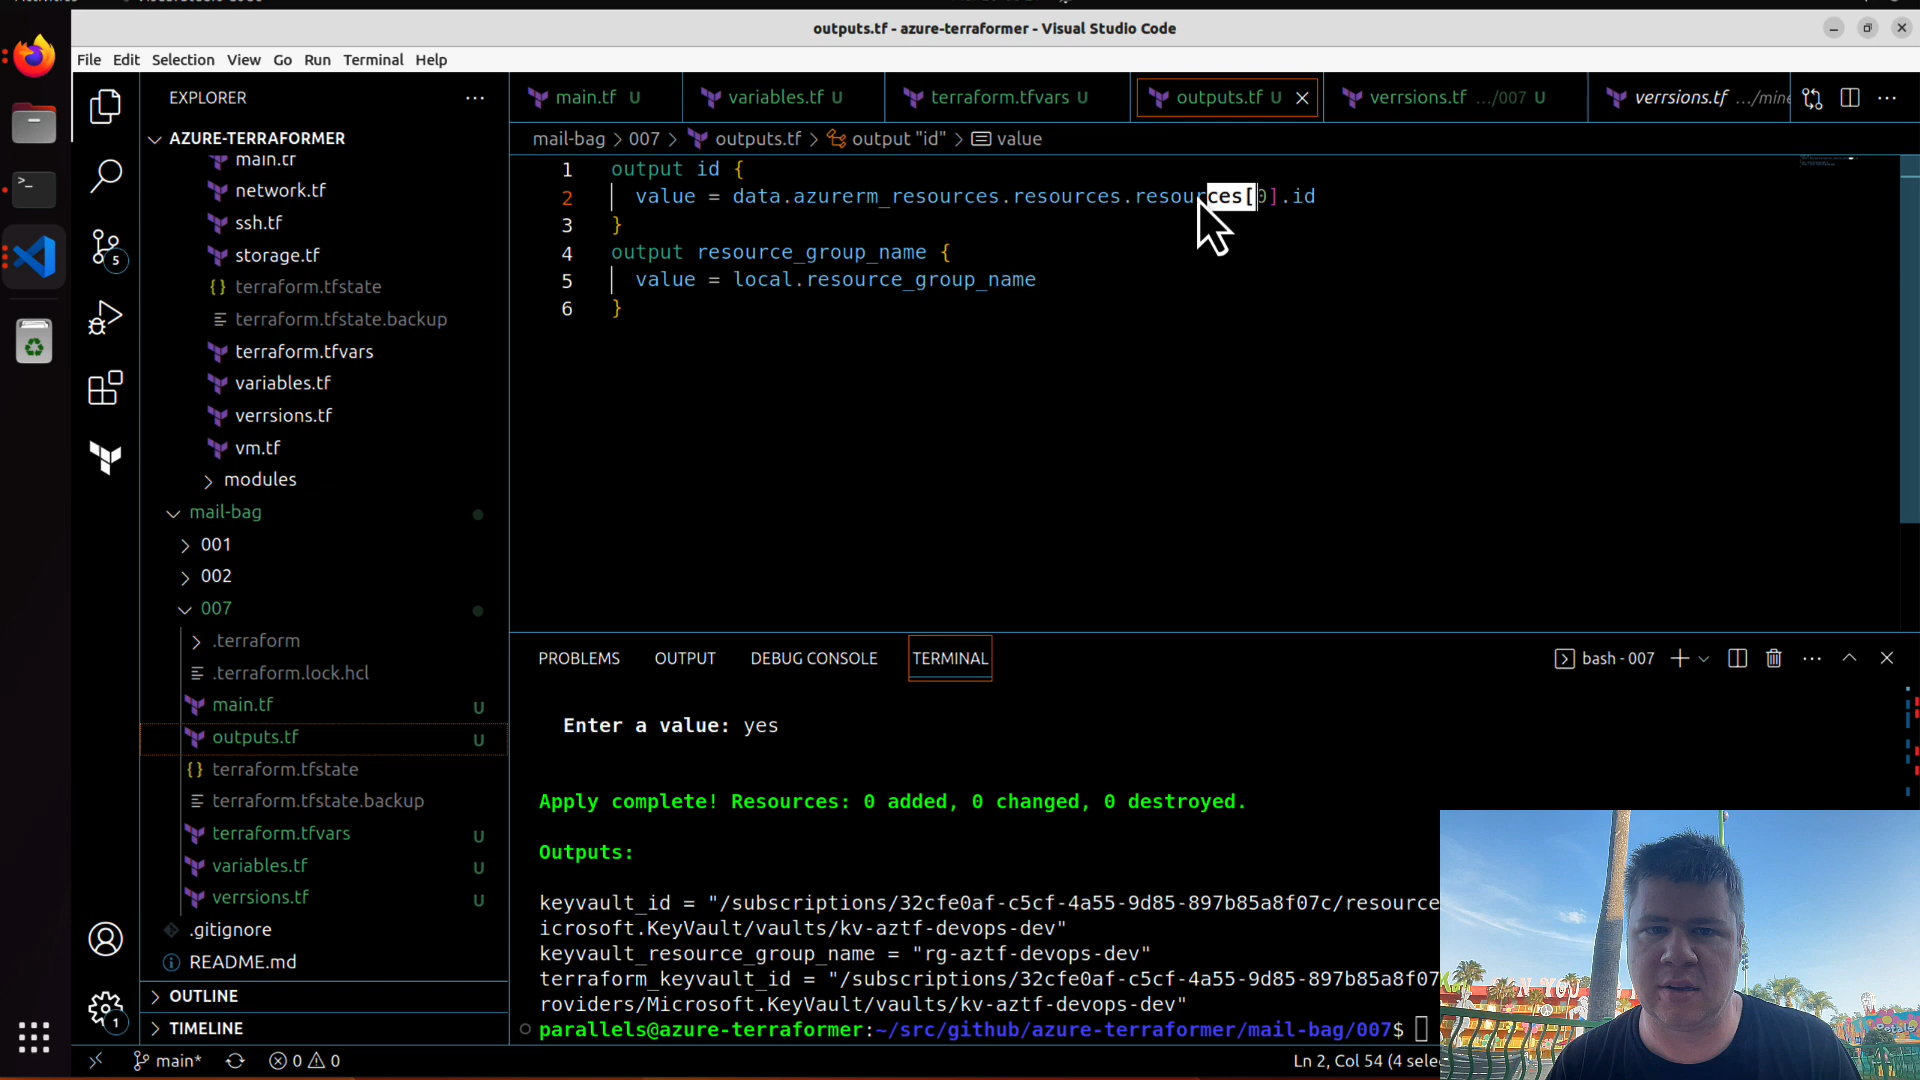 outputs.tf - azure-terraformer - Visual Studio Code
File Edit Selection View Go Run Terminal Help
EXPLORER
AZURE-TERRAFORMER
main.tf
network.tf
ssh.tf
storage.tf
terraform.tfstate
terraform.tfstate.backup
terraform.tfvars
variables.tf
verrsions.tf
vm.tf
modules
mail-bag
001
002
007
.terraform
.terraform.lock.hcl
main.tf U
outputs.tf U
terraform.tfstate
terraform.tfstate.backup
terraform.tfvars U
variables.tf U
verrsions.tf U
.gitignore
README.md
OUTLINE
TIMELINE
5
1
main.tf U variables.tf U terraform.tfvars U outputs.tf U verrsions.tf .../007 U verrsions.tf .../mine
mail-bag > 007 > outputs.tf > output "id" > value
1 output id {
2 value = data.azurerm_resources.resources.resources[0].id
3 }
4 output resource_group_name {
5 value = local.resource_group_name
6 }
PROBLEMS OUTPUT DEBUG CONSOLE TERMINAL
bash - 007
Enter a value: yes
Apply complete! Resources: 0 added, 0 changed, 0 destroyed.
Outputs:
keyvault_id = "/subscriptions/32cfe0af-c5cf-4a55-9d85-897b85a8f07c/resource
icrosoft.KeyVault/vaults/kv-aztf-devops-dev"
keyvault_resource_group_name = "rg-aztf-devops-dev"
terraform_keyvault_id = "/subscriptions/32cfe0af-c5cf-4a55-9d85-897b85a8f07
roviders/Microsoft.KeyVault/vaults/kv-aztf-devops-dev"
parallels@azure-terraformer:~/src/github/azure-terraformer/mail-bag/007$
main* 0 0
Ln 2, Col 54 (4 sele